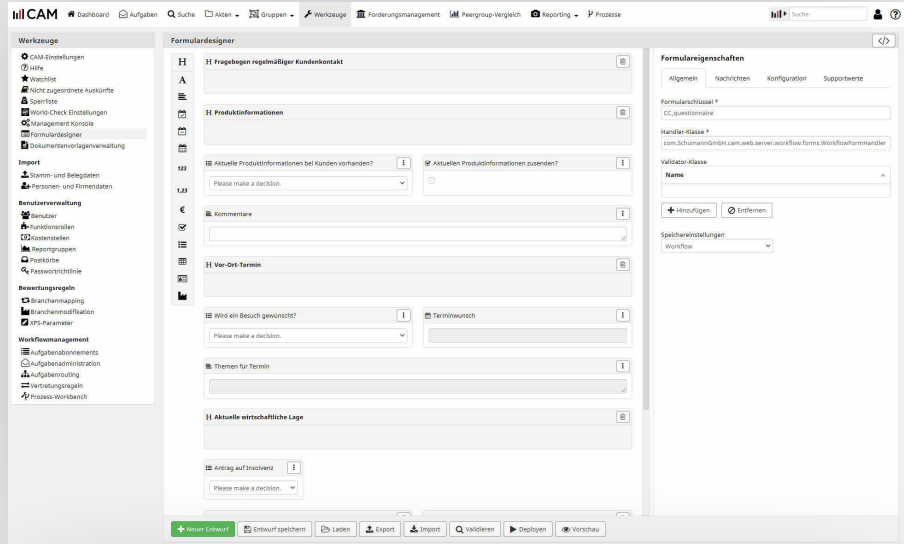 CAM
Dashboard Aufgaben Suche Akten Gruppen Werkzeuge Forderungsmanagement Peergroup-Vergleich Reporting Prozesse Suche
Werkzeuge
CAM-Einstellungen
Hilfe
Watchlist
Nicht zugeordnete Auskünfte
Sperrliste
World-Check Einstellungen
Management Konsole
Formulardesigner
Dokumentenvorlagenverwaltung
Import
Stamm- und Belegdaten
Personen- und Firmendaten
Benutzerverwaltung
Benutzer
Funktionsrollen
Kostenstellen
Reportgruppen
Postkörbe
Passwortrichtlinie
Bewertungsregeln
Branchenmapping
Branchenmodifikation
XPS-Parameter
Workflowmanagement
Aufgabenabonnements
Aufgabenadministration
Aufgabenrouting
Vertretungsregeln
Prozess-Workbench
Formulardesigner
H
A
123
1,23
€
H Fragebogen regelmäßiger Kundenkontakt
H Produktinformationen
Aktuelle Produktinformationen bei Kunden vorhanden?
Please make a decision.
Aktuellen Produktinformationen zusenden?
Kommentare
H Vor-Ort-Termin
Wird ein Besuch gewünscht?
Please make a decision.
Terminwunsch
Themen für Termin
H Aktuelle wirtschaftliche Lage
Antrag auf Insolvenz
Please make a decision.
Neuer Entwurf Entwurf speichern Laden Export Import Validieren Deployen Vorschau
</>
Formulareigenschaften
Allgemein Nachrichten Konfiguration Supportwerte
Formularschlüssel *
CC_questionnaire
Handler-Klasse *
com.SchumannGmbH.cam.web.server.workflow.forms.WorkflowFormHandler
Validator-Klasse
Name
Hinzufügen Entfernen
Speichereinstellungen
Workflow